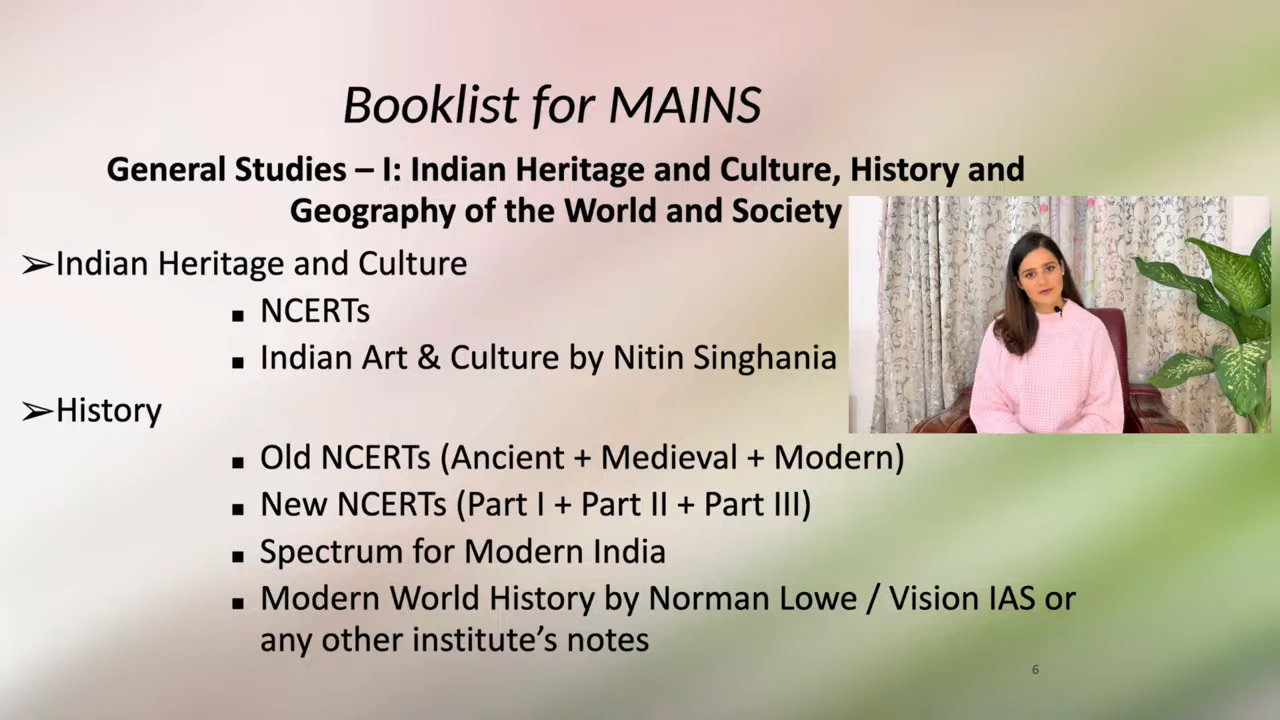 Booklist for MAINS
General Studies – I: Indian Heritage and Culture, History and
Geography of the World and Society
➢Indian Heritage and Culture
▪ NCERTs
▪ Indian Art & Culture by Nitin Singhania
➢History
▪ Old NCERTs (Ancient + Medieval + Modern)
▪ New NCERTs (Part I + Part II + Part III)
▪ Spectrum for Modern India
▪ Modern World History by Norman Lowe / Vision IAS or
any other institute’s notes
6